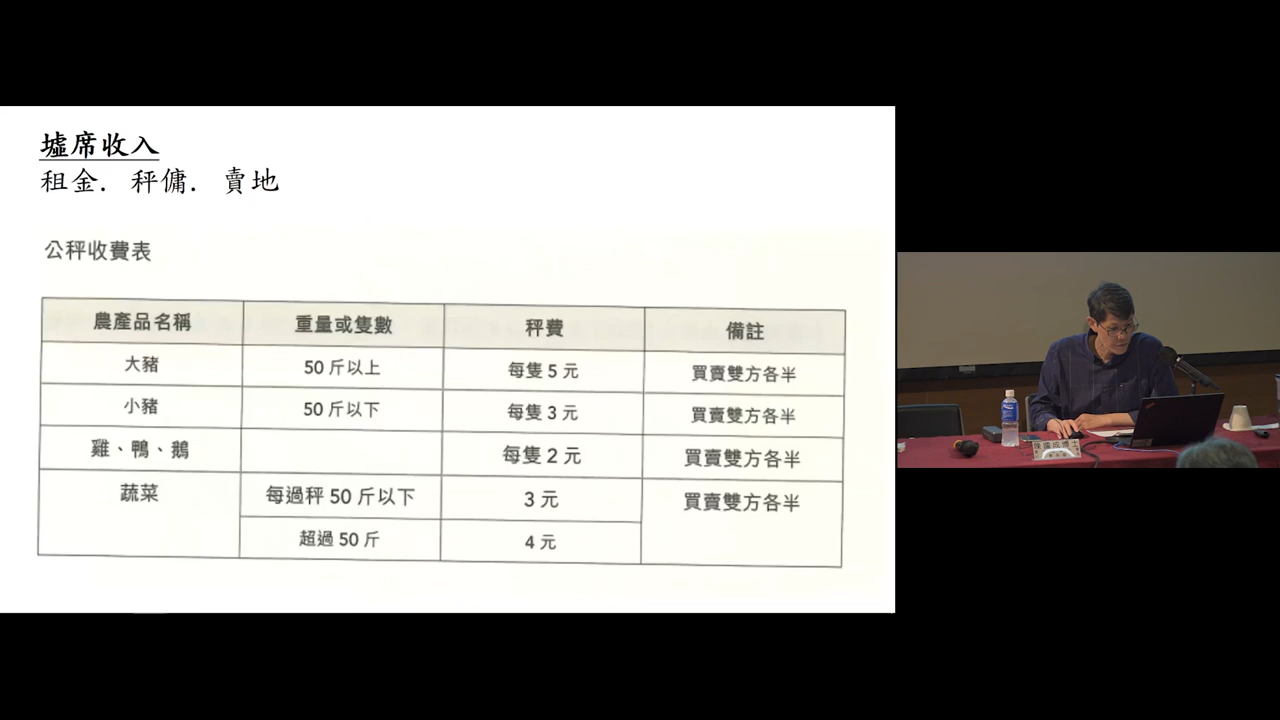 墟席收入
租金. 秤傭. 賣地
公秤收費表
農產品名稱 重量或隻數 秤費 備註
大豬 50 斤以上 每隻 5 元 買賣雙方各半
小豬 50 斤以下 每隻 3 元 買賣雙方各半
雞、鴨、鵝 每隻 2 元 買賣雙方各半
蔬菜 每過秤 50 斤以下 3 元 買賣雙方各半
超過 50 斤 4 元